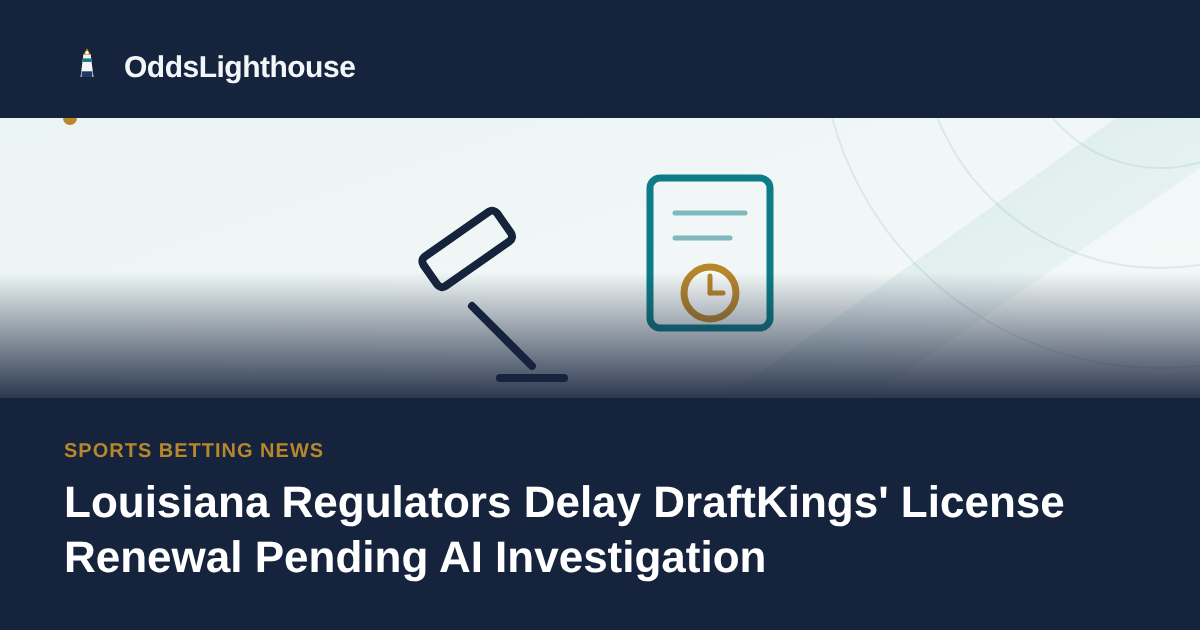 OddsLighthouse
SPORTS BETTING NEWS
Louisiana Regulators Delay DraftKings' License
Renewal Pending AI Investigation